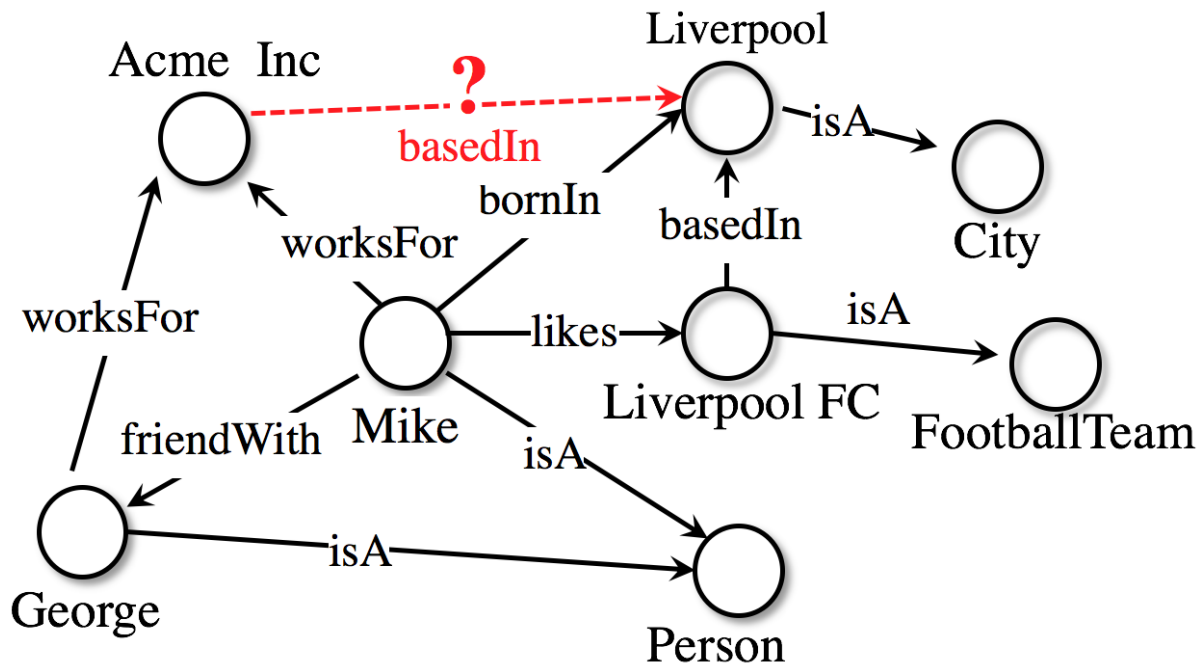 Liverpool
Acme Inc
?
isA
basedIn
bornIn
basedIn
worksFor
City
isA
worksFor
likes
Liverpool FC
Mike
FootballTeam
friendWith
isA
isA
George
Person